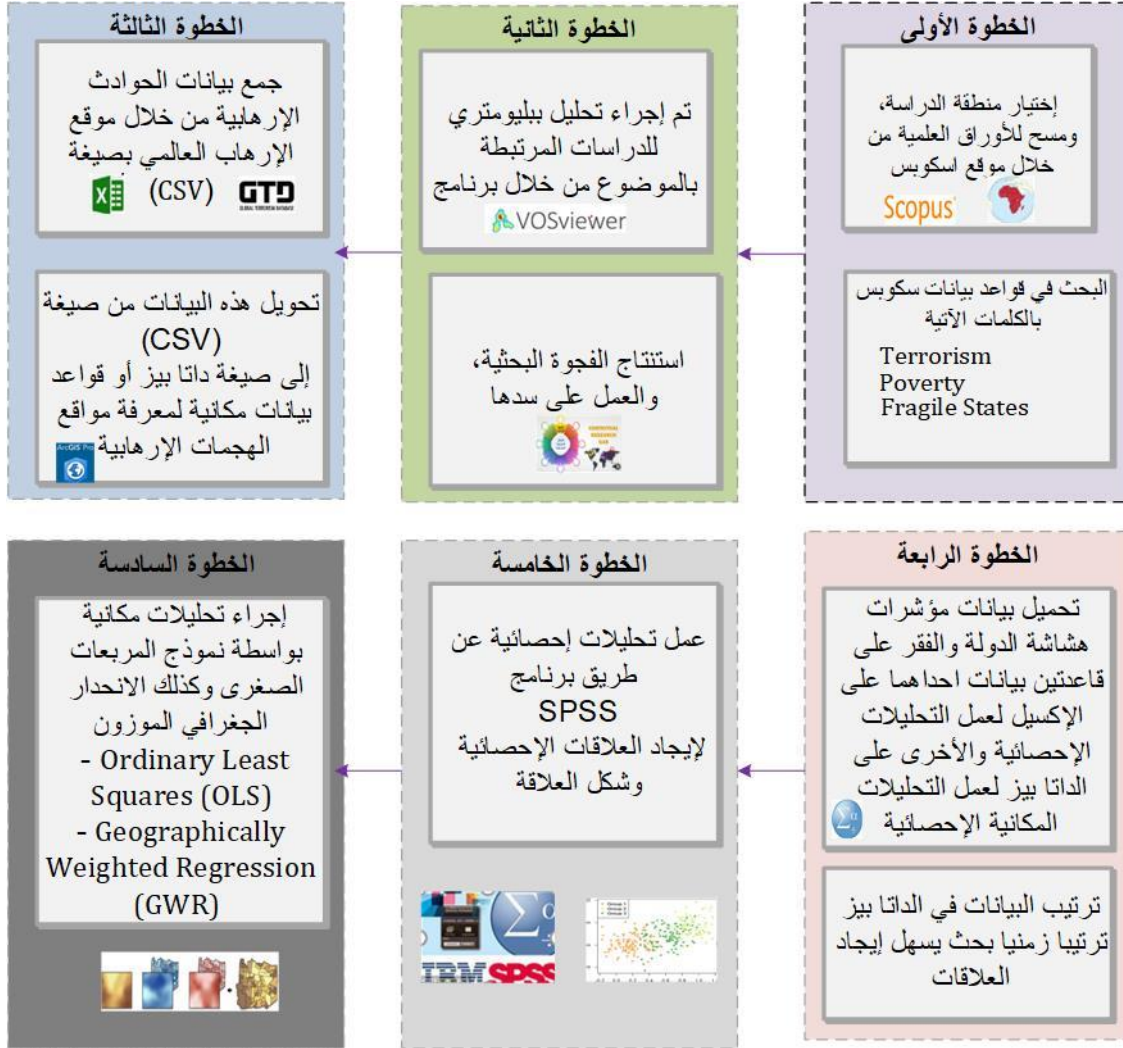 الخطوة الأولى
إختيار منطقة الدراسة،
ومسح للأوراق العلمية من
خلال موقع اسكوبس
Scopus
البحث في قواعد بيانات سكوبس
بالكلمات الآتية
Terrorism
Poverty
Fragile States
الخطوة الثانية
تم إجراء تحليل ببليومتري
للدراسات المرتبطة
بالموضوع من خلال برنامج
VOSviewer
استنتاج الفجوة البحثية،
والعمل على سدها
الخطوة الثالثة
جمع بيانات الحوادث
الإرهابية من خلال موقع
الإرهاب العالمي بصيغة
(CSV)
GTD
GLOBAL TERRORISM DATABASE
تحويل هذه البيانات من صيغة
(CSV)
إلى صيغة داتا بيز أو قواعد
بيانات مكانية لمعرفة مواقع
الهجمات الإرهابية
ArcGIS Pro
الخطوة الرابعة
تحميل بيانات مؤشرات
هشاشة الدولة والفقر على
قاعدتين بيانات احداهما على
الإكسيل لعمل التحليلات
الإحصائية والأخرى على
الداتا بيز لعمل التحليلات
المكانية الإحصائية
ترتيب البيانات في الداتا بيز
ترتيبا زمنيا بحث يسهل إيجاد
العلاقات
الخطوة الخامسة
عمل تحليلات إحصائية عن
طريق برنامج
SPSS
لإيجاد العلاقات الإحصائية
وشكل العلاقة
IBM SPSS
الخطوة السادسة
إجراء تحليلات مكانية
بواسطة نموذج المربعات
الصغرى وكذلك الانحدار
الجغرافي الموزون
- Ordinary Least
Squares (OLS)
- Geographically
Weighted Regression
(GWR)